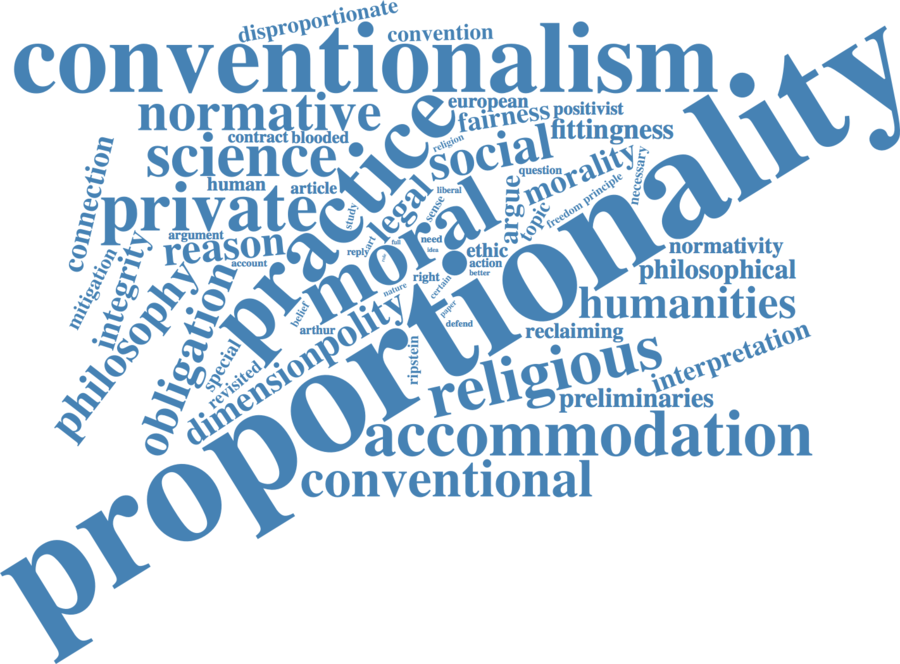 disproportionate
convention
conventionalism
european
normative
fairness
positivist
contract
blooded
fittingness
practice
religion
social
science
connection
question
morality
necessary
human
article
liberal
private
legal
sense
argue
freedom
principle
topic
study
argument
reason
art
full
need
idea
reply
moral
ethic
normativity
account
action
philosophical
mitigation
integrity
better
right
certain
nature
philosophy
obligation
humanities
paper
belief
polity
arthur
defend
reclaiming
proportionality
special
revisited
dimension
ripstein
religious
interpretation
preliminaries
accommodation
conventional